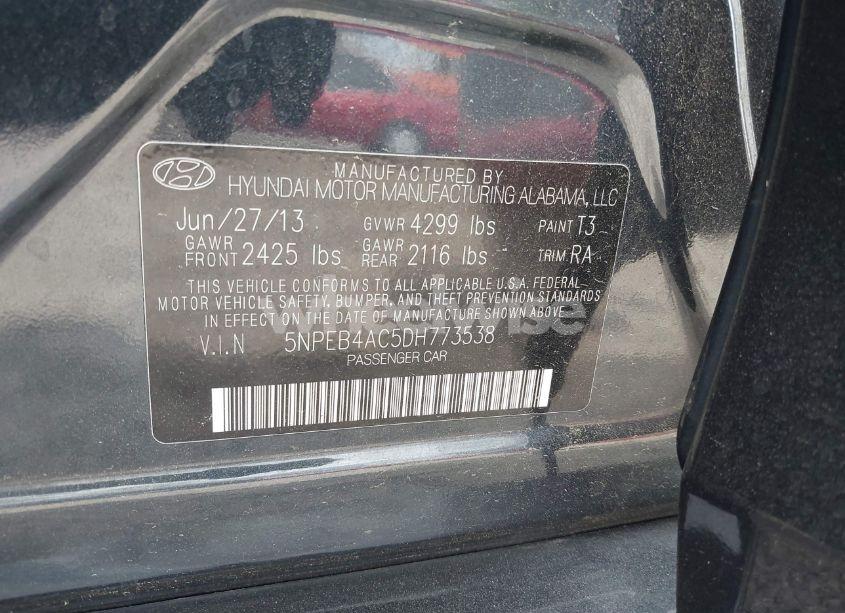 MANUFACTURED BY
HYUNDAI MOTOR MANUFACTURING ALABAMA, LLC
Jun/27/13 GVWR 4299 lbs PAINT T3
GAWR FRONT 2425 lbs GAWR REAR 2116 lbs TRIM RA
THIS VEHICLE CONFORMS TO ALL APPLICABLE U.S.A. FEDERAL
MOTOR VEHICLE SAFETY, BUMPER, AND THEFT PREVENTION STANDARDS
IN EFFECT ON THE DATE OF MANUFACTURE SHOWN ABOVE
V.I.N 5NPEB4AC5DH773538
PASSENGER CAR